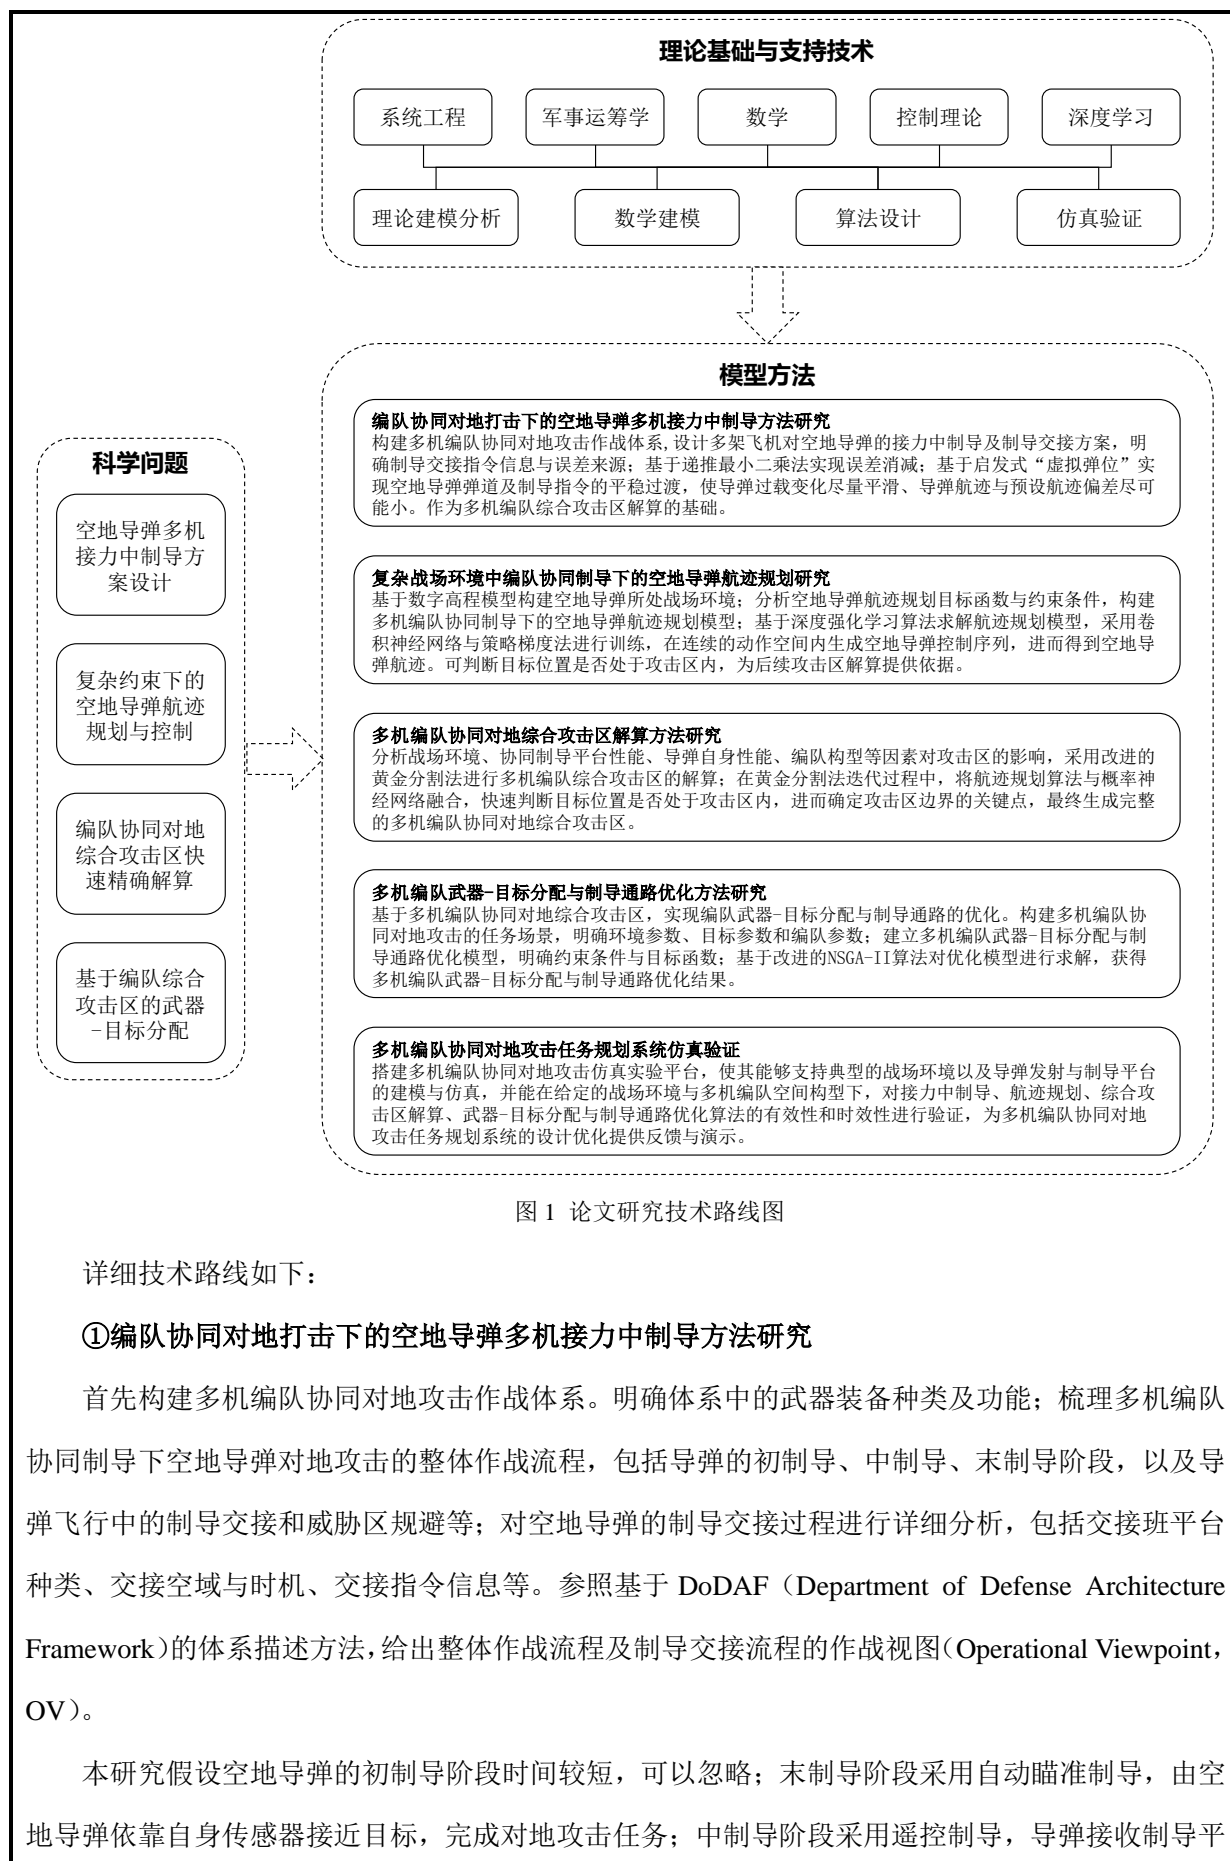 理论基础与支持技术
系统工程
军事运筹学
数学
控制理论
深度学习
理论建模分析
数学建模
算法设计
仿真验证
科学问题
空地导弹多机
接力中制导方
案设计
复杂约束下的
空地导弹航迹
规划与控制
编队协同对地
综合攻击区快
速精确解算
基于编队综合
攻击区的武器
-目标分配
模型方法
编队协同对地打击下的空地导弹多机接力中制导方法研究
构建多机编队协同对地攻击作战体系,设计多架飞机对空地导弹的接力中制导及制导交接方案，明
确制导交接指令信息与误差来源；基于递推最小二乘法实现误差消减；基于启发式“虚拟弹位”实
现空地导弹弹道及制导指令的平稳过渡，使导弹过载变化尽量平滑、导弹航迹与预设航迹偏差尽可
能小。作为多机编队综合攻击区解算的基础。
复杂战场环境中编队协同制导下的空地导弹航迹规划研究
基于数字高程模型构建空地导弹所处战场环境；分析空地导弹航迹规划目标函数与约束条件，构建
多机编队协同制导下的空地导弹航迹规划模型；基于深度强化学习算法求解航迹规划模型，采用卷
积神经网络与策略梯度法进行训练，在连续的动作空间内生成空地导弹控制序列，进而得到空地导
弹航迹。可判断目标位置是否处于攻击区内，为后续攻击区解算提供依据。
多机编队协同对地综合攻击区解算方法研究
分析战场环境、协同制导平台性能、导弹自身性能、编队构型等因素对攻击区的影响，采用改进的
黄金分割法进行多机编队综合攻击区的解算；在黄金分割法迭代过程中，将航迹规划算法与概率神
经网络融合，快速判断目标位置是否处于攻击区内，进而确定攻击区边界的关键点，最终生成完整
的多机编队协同对地综合攻击区。
多机编队武器-目标分配与制导通路优化方法研究
基于多机编队协同对地综合攻击区，实现编队武器-目标分配与制导通路的优化。构建多机编队协
同对地攻击的任务场景，明确环境参数、目标参数和编队参数；建立多机编队武器-目标分配与制
导通路优化模型，明确约束条件与目标函数；基于改进的NSGA-II算法对优化模型进行求解，获得
多机编队武器-目标分配与制导通路优化结果。
多机编队协同对地攻击任务规划系统仿真验证
搭建多机编队协同对地攻击仿真实验平台，使其能够支持典型的战场环境以及导弹发射与制导平台
的建模与仿真，并能在给定的战场环境与多机编队空间构型下，对接力中制导、航迹规划、综合攻
击区解算、武器-目标分配与制导通路优化算法的有效性和时效性进行验证，为多机编队协同对地
攻击任务规划系统的设计优化提供反馈与演示。
图 1 论文研究技术路线图
详细技术路线如下：
①编队协同对地打击下的空地导弹多机接力中制导方法研究
首先构建多机编队协同对地攻击作战体系。明确体系中的武器装备种类及功能；梳理多机编队
协同制导下空地导弹对地攻击的整体作战流程，包括导弹的初制导、中制导、末制导阶段，以及导
弹飞行中的制导交接和威胁区规避等；对空地导弹的制导交接过程进行详细分析，包括交接班平台
种类、交接空域与时机、交接指令信息等。参照基于 DoDAF（Department of Defense Architecture
Framework）的体系描述方法，给出整体作战流程及制导交接流程的作战视图（Operational Viewpoint，
OV）。
本研究假设空地导弹的初制导阶段时间较短，可以忽略；末制导阶段采用自动瞄准制导，由空
地导弹依靠自身传感器接近目标，完成对地攻击任务；中制导阶段采用遥控制导，导弹接收制导平